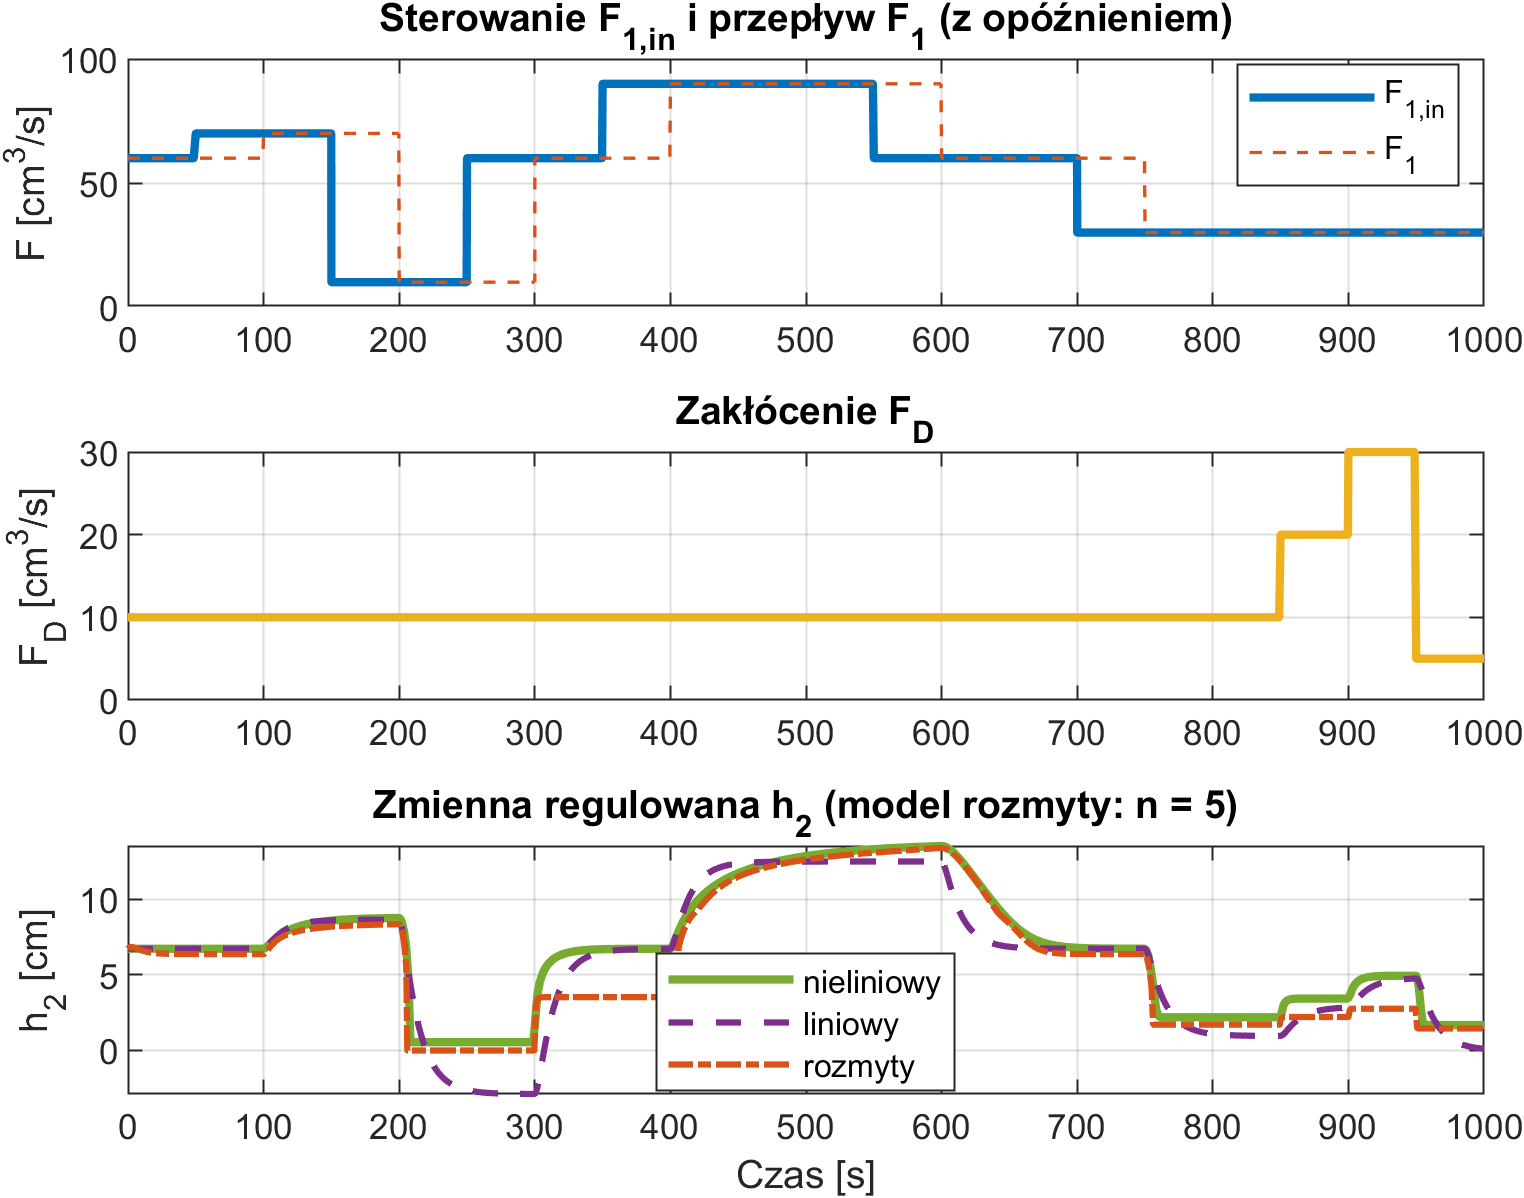 Sterowanie F1,in i przepływ F1 (z opóźnieniem)
100
50
0
F [cm3/s]
F1,in
F1
0 100 200 300 400 500 600 700 800 900 1000
Zakłócenie FD
30
20
10
0
FD [cm3/s]
0 100 200 300 400 500 600 700 800 900 1000
Zmienna regulowana h2 (model rozmyty: n = 5)
10
5
0
h2 [cm]
nieliniowy
liniowy
rozmyty
0 100 200 300 400 500 600 700 800 900 1000
Czas [s]